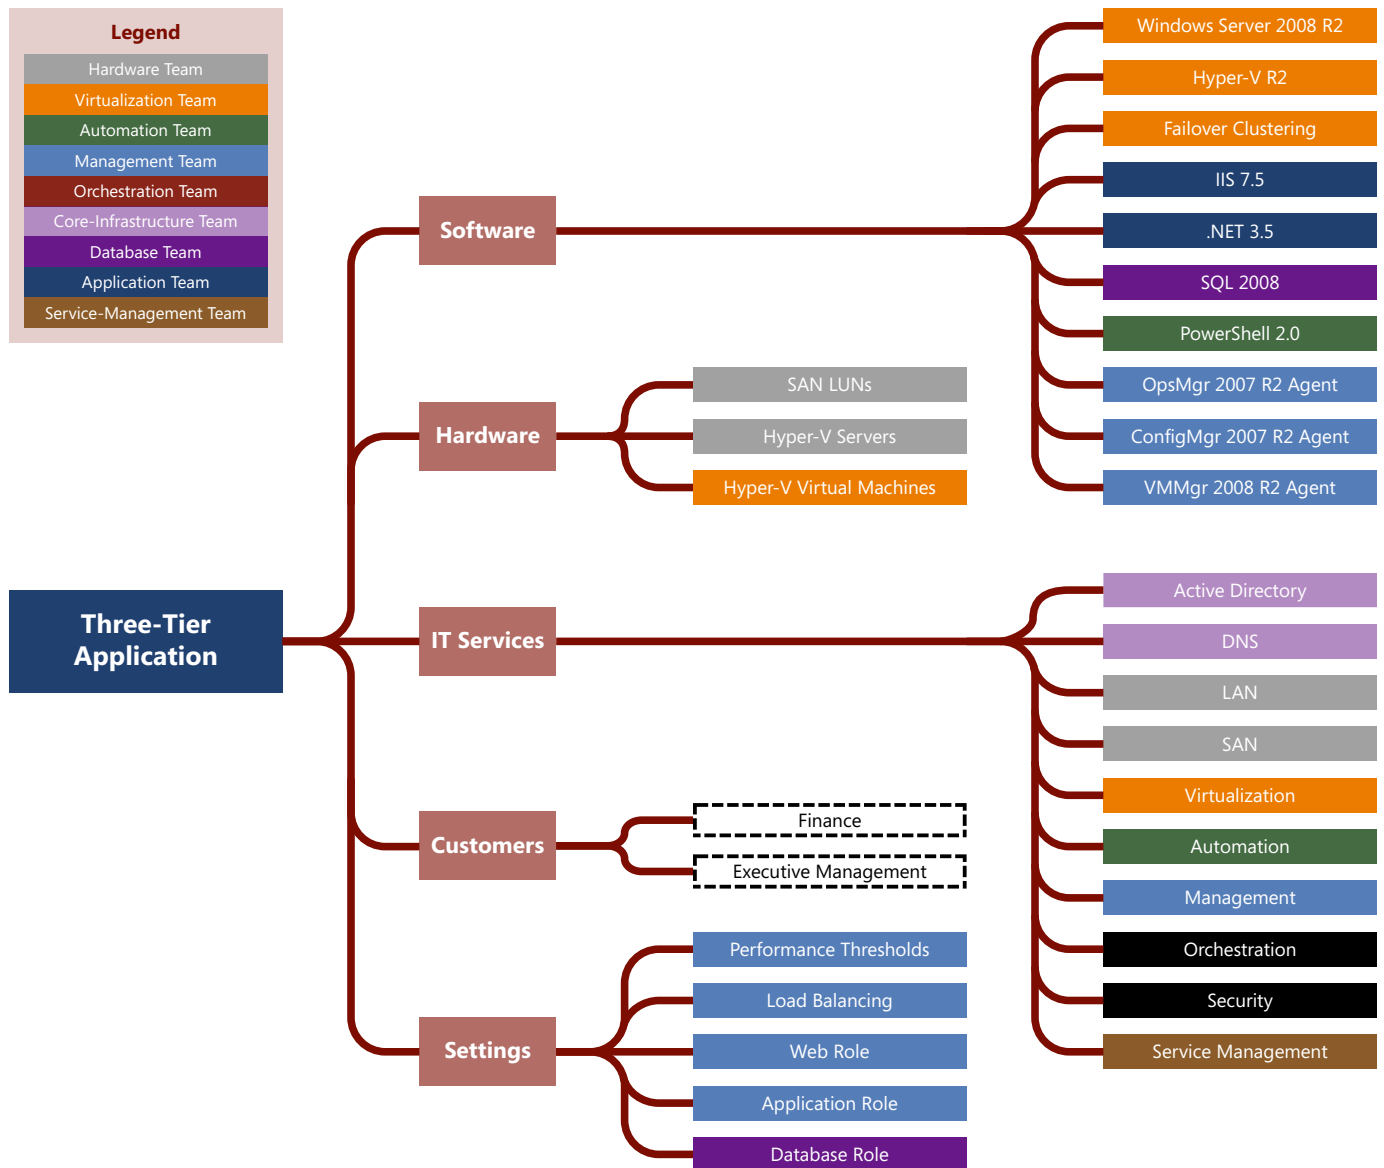 Legend
Hardware Team
Virtualization Team
Automation Team
Management Team
Orchestration Team
Core-Infrastructure Team
Database Team
Application Team
Service-Management Team
Three-Tier
Application
Software
Windows Server 2008 R2
Hyper-V R2
Failover Clustering
IIS 7.5
.NET 3.5
SQL 2008
PowerShell 2.0
OpsMgr 2007 R2 Agent
ConfigMgr 2007 R2 Agent
VMMgr 2008 R2 Agent
Hardware
SAN LUNs
Hyper-V Servers
Hyper-V Virtual Machines
IT Services
Active Directory
DNS
LAN
SAN
Virtualization
Automation
Management
Orchestration
Security
Service Management
Customers
Finance
Executive Management
Settings
Performance Thresholds
Load Balancing
Web Role
Application Role
Database Role